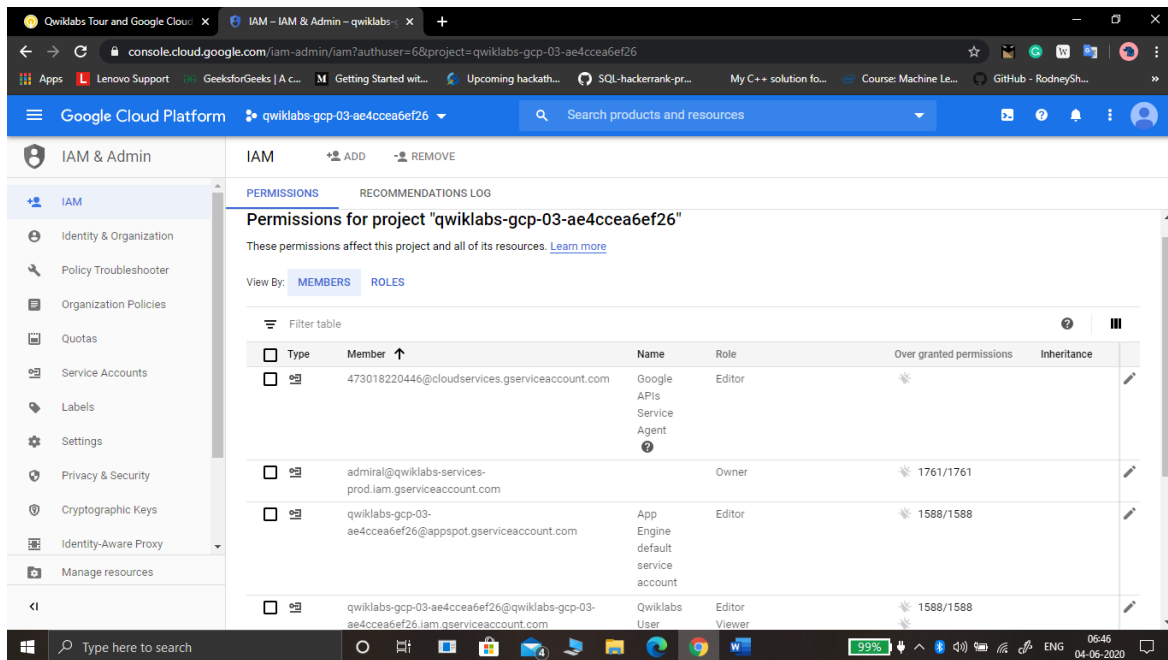 Qwiklabs Tour and Google Cloud
IAM – IAM & Admin – qwiklabs-g
console.cloud.google.com/iam-admin/iam?authuser=6&project=qwiklabs-gcp-03-ae4ccea6ef26
Apps Lenovo Support GeeksforGeeks | A c... Getting Started wit... Upcoming hackath... SQL-hackerrank-pr... My C++ solution fo... Course: Machine Le... GitHub - RodneySh... »
Google Cloud Platform qwiklabs-gcp-03-ae4ccea6ef26 Search products and resources
IAM & Admin
IAM
Identity & Organization
Policy Troubleshooter
Organization Policies
Quotas
Service Accounts
Labels
Settings
Privacy & Security
Cryptographic Keys
Identity-Aware Proxy
Manage resources
IAM ADD REMOVE
PERMISSIONS RECOMMENDATIONS LOG
Permissions for project "qwiklabs-gcp-03-ae4ccea6ef26"
These permissions affect this project and all of its resources. Learn more
View By: MEMBERS ROLES
Filter table
Type Member Name Role Over granted permissions Inheritance
473018220446@cloudservices.gserviceaccount.com Google Editor
APIs
Service
Agent
admiral@qwiklabs-services- Owner 1761/1761
prod.iam.gserviceaccount.com
qwiklabs-gcp-03- App Editor 1588/1588
ae4ccea6ef26@appspot.gserviceaccount.com Engine
default
service
account
qwiklabs-gcp-03-ae4ccea6ef26@qwiklabs-gcp-03- Qwiklabs Editor 1588/1588
ae4ccea6ef26.iam.gserviceaccount.com User Viewer
Type here to search 4 W 99% ENG 06:46
04-06-2020